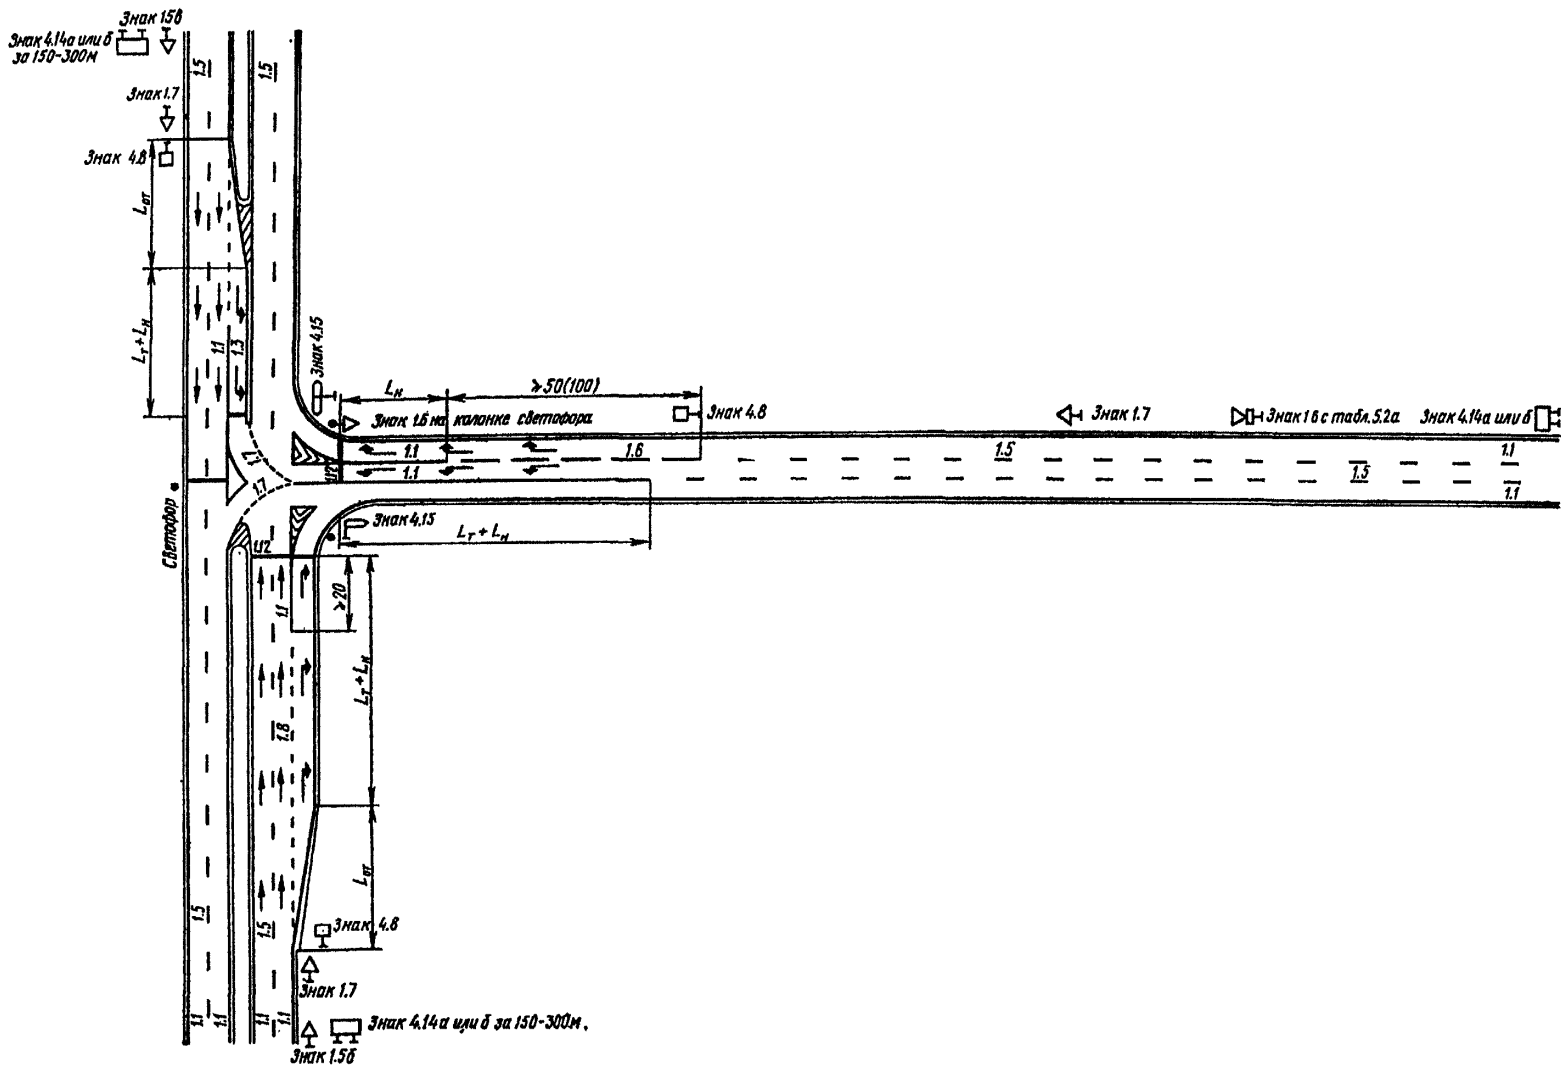 Знак 15в
Знак 4.14а или б
за 150-300м
1.5
1.5
Знак 1.7
Знак 4.8
Lот
Lт + Lн
1.1
1.3
Знак 4.15
Lн
≥50(100)
Знак 1.6 на колонке светофора
Знак 4.8
Знак 1.7
Знак 1 6 с табл.5.2а
Знак 4.14а или б
1.1
1.6
1.5
1.1
1.7
1.12
1.1
1.5
1.1
1.7
Светофор
Знак 4.15
Lт + Lн
1.12
1.1
≥20
Lт + Lн
1.8
Lот
1.5
1.5
Знак 4.8
Знак 1.7
1.1
1.1
1.1
1.1
Знак 4.14а или б за 150-300м.
Знак 1.5б